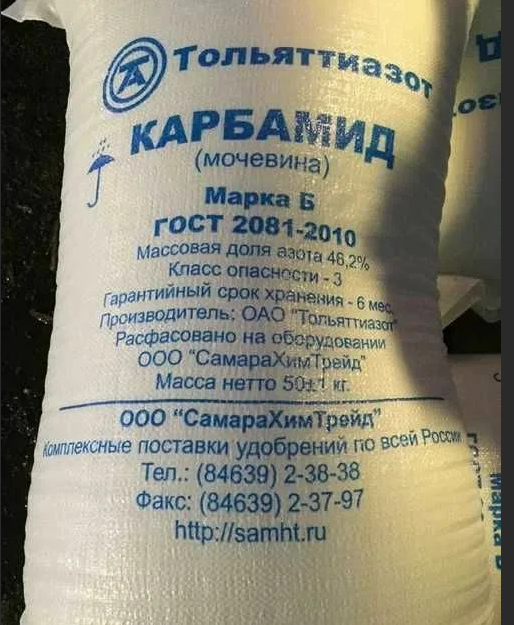 Тольяттиазот
КАРБАМИД
(мочевина)
Марка Б
ГОСТ 2081-2010
Массовая доля азота 46,2%
Класс опасности - 3
Гарантийный срок хранения - 6 мес.
Производитель: ОАО "Тольяттиазот"
Расфасовано на оборудовании
ООО "СамараХимТрейд"
Масса нетто 50±1 кг.
ООО "СамараХимТрейд"
Комплексные поставки удобрений по всей России
Тел.: (84639) 2-38-38
Факс: (84639) 2-37-97
http://samht.ru
Марка Б